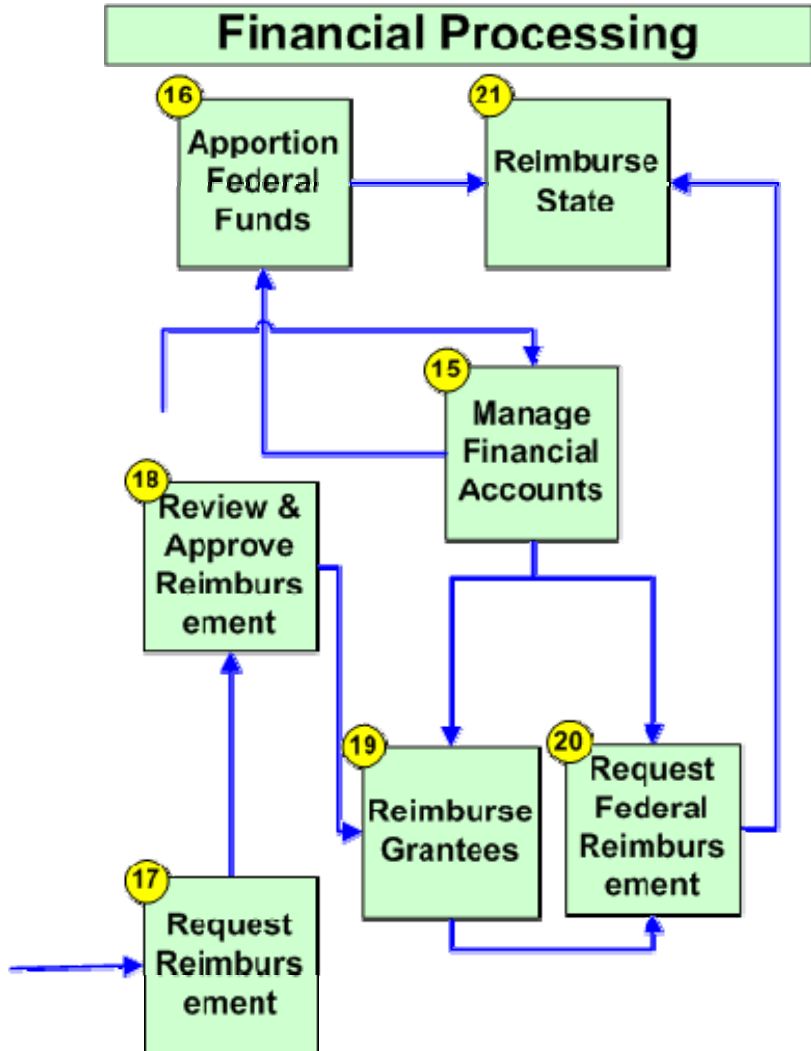 Financial Processing
16
Apportion
Federal
Funds
21
Reimburse
State
15
Manage
Financial
Accounts
18
Review &
Approve
Reimburs
ement
19
Reimburse
Grantees
20
Request
Federal
Reimburs
ement
17
Request
Reimburs
ement